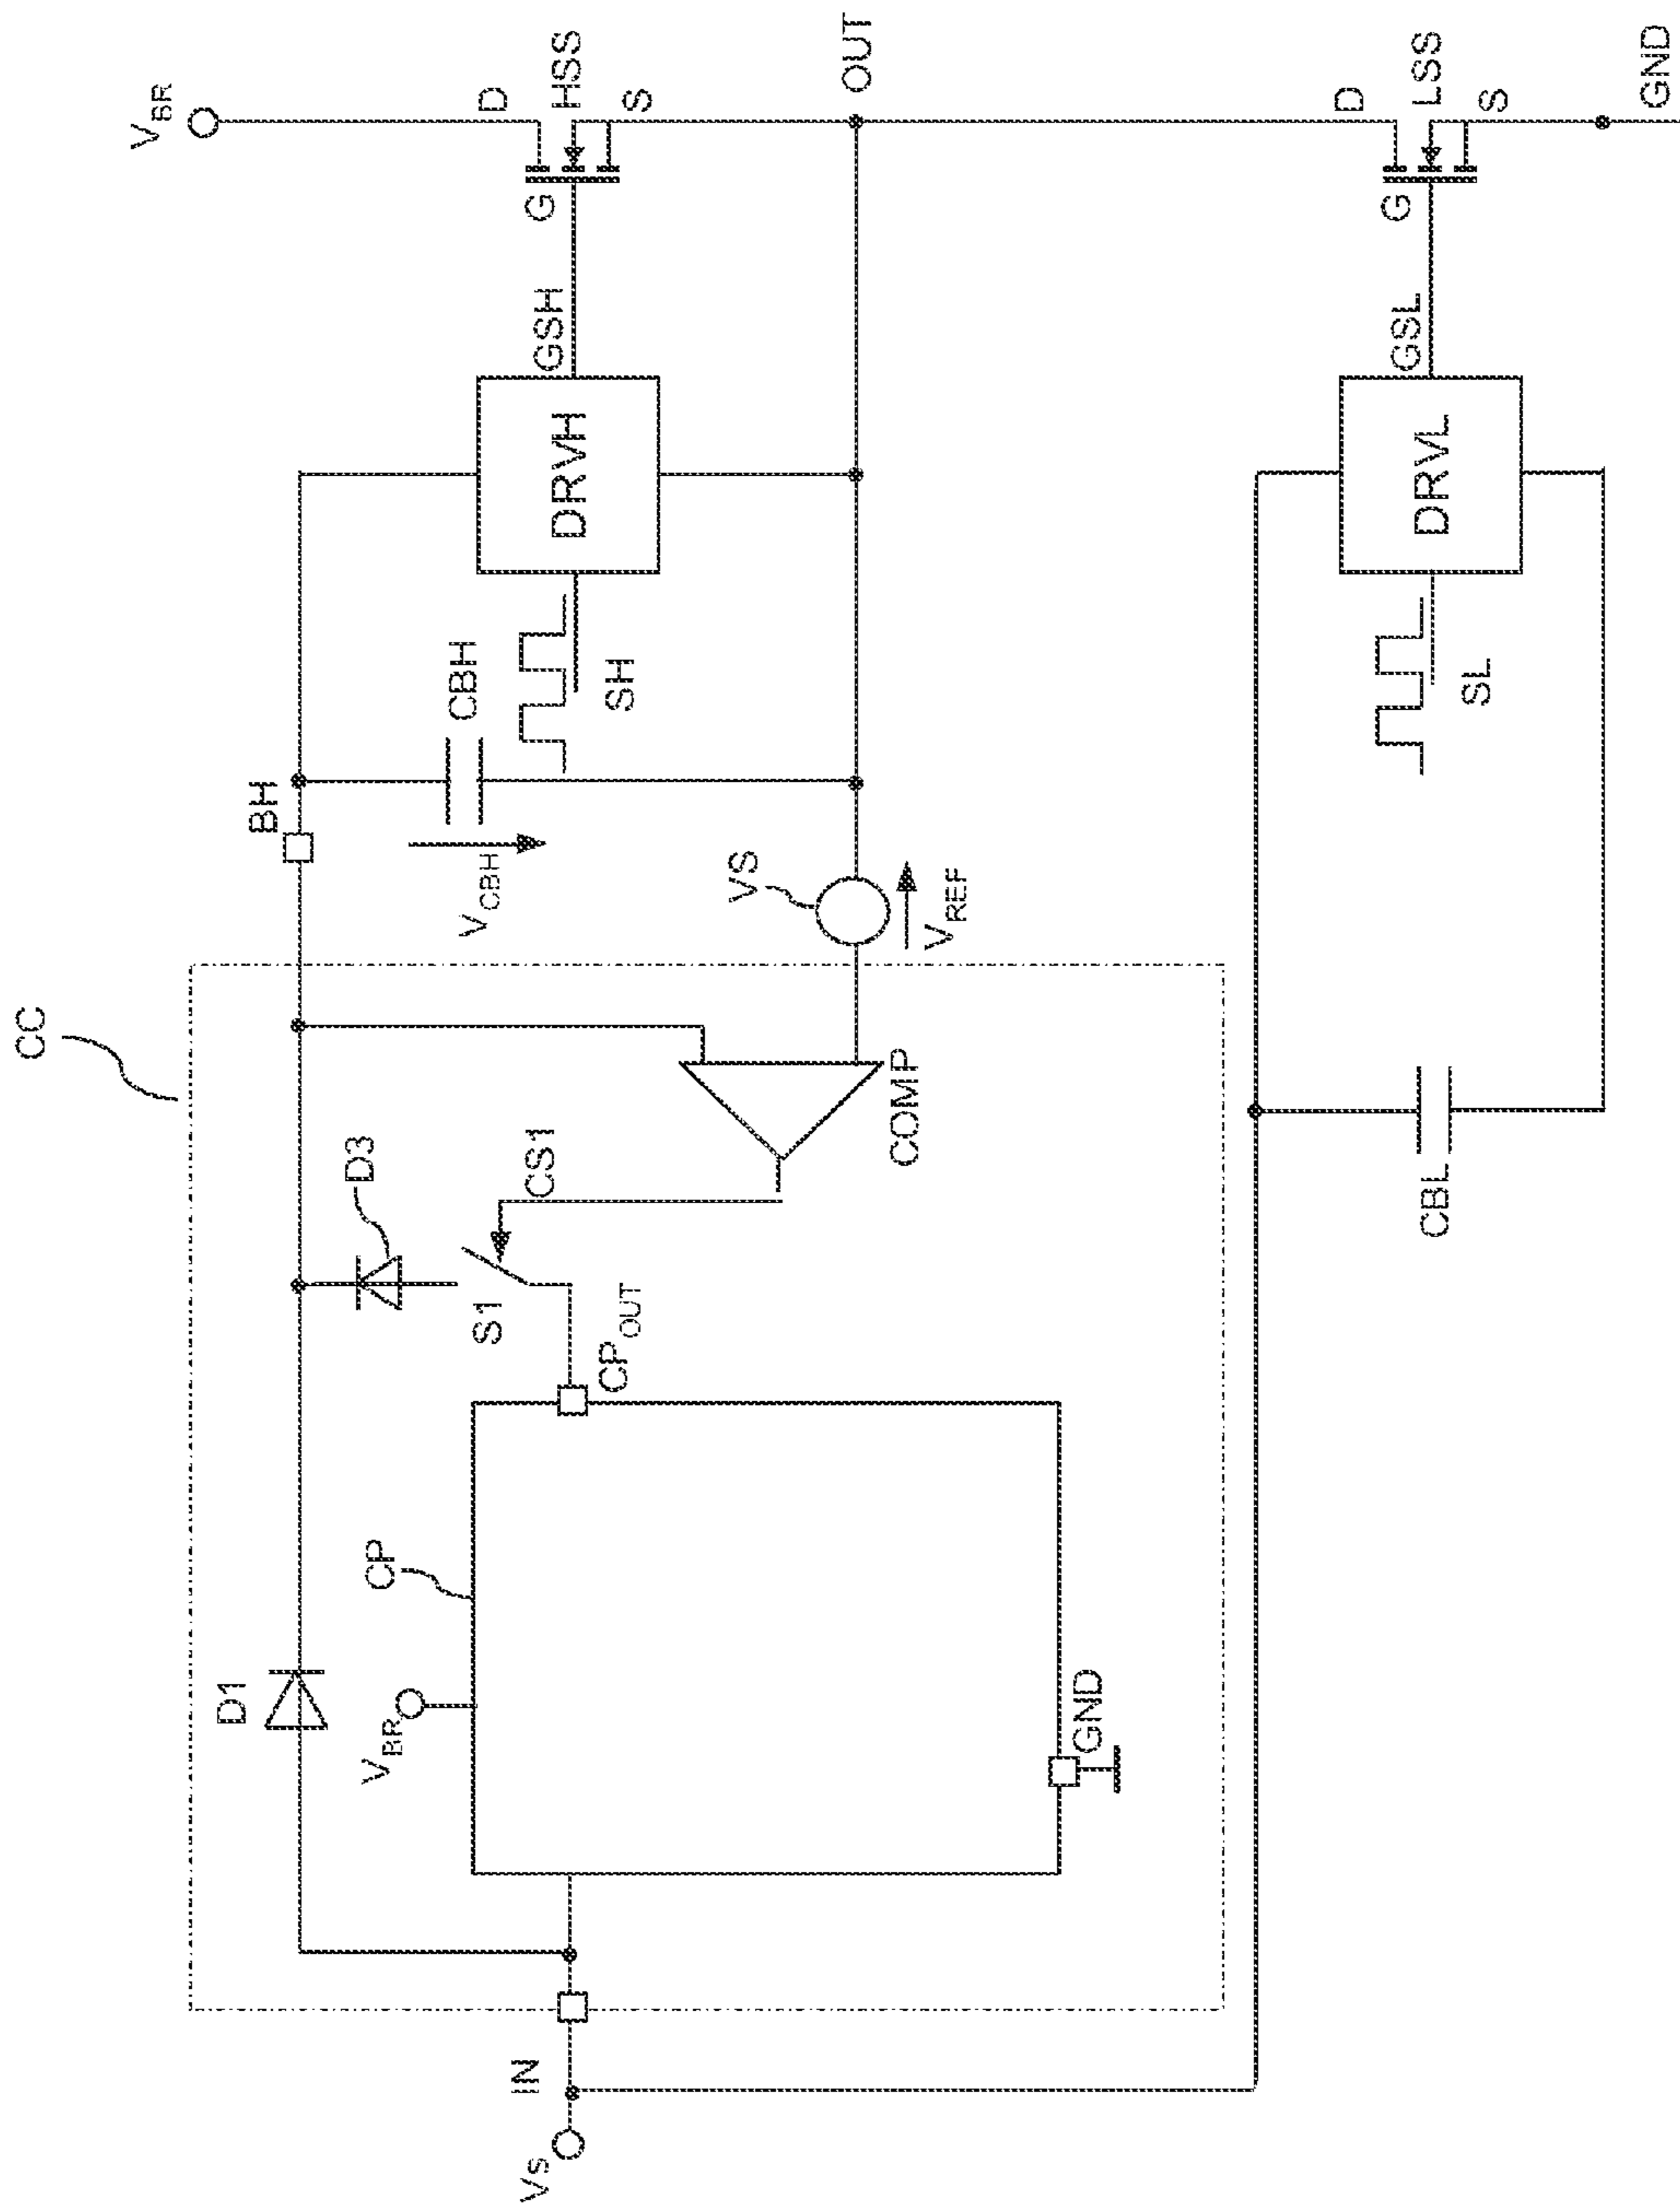 CC
V_BR
D
HSS
G
S
OUT
GSH
DRVH
SH
CBH
BH
V_CBH
VS
V_REF
D3
CS1
S1
COMP
CP_OUT
CP
D1
V_BR
GND
IN
Vs
D
LSS
G
S
GND
GSL
DRVL
SL
CBL